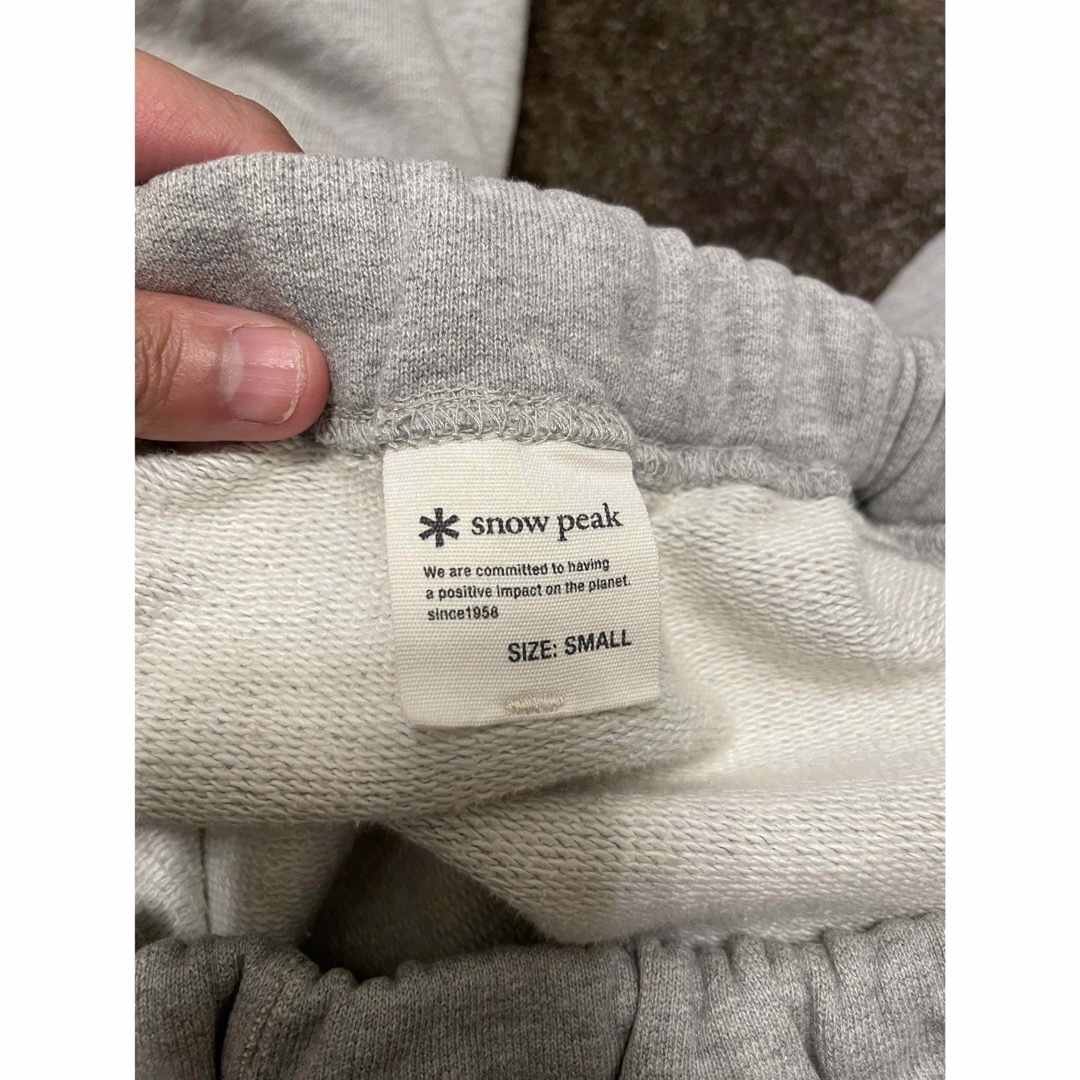 snow peak
We are committed to having
a positive impact on the planet.
since1958
SIZE: SMALL